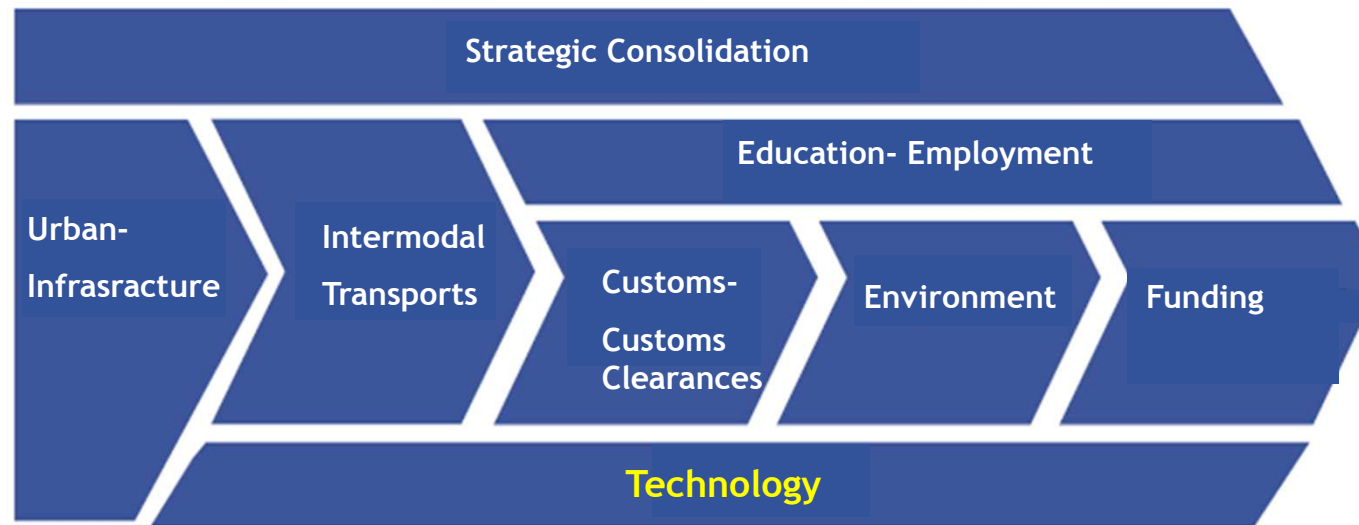 Strategic Consolidation
Education- Employment
Urban-
Infrasracture
Intermodal
Transports
Customs-
Customs
Clearances
Environment
Funding
Technology